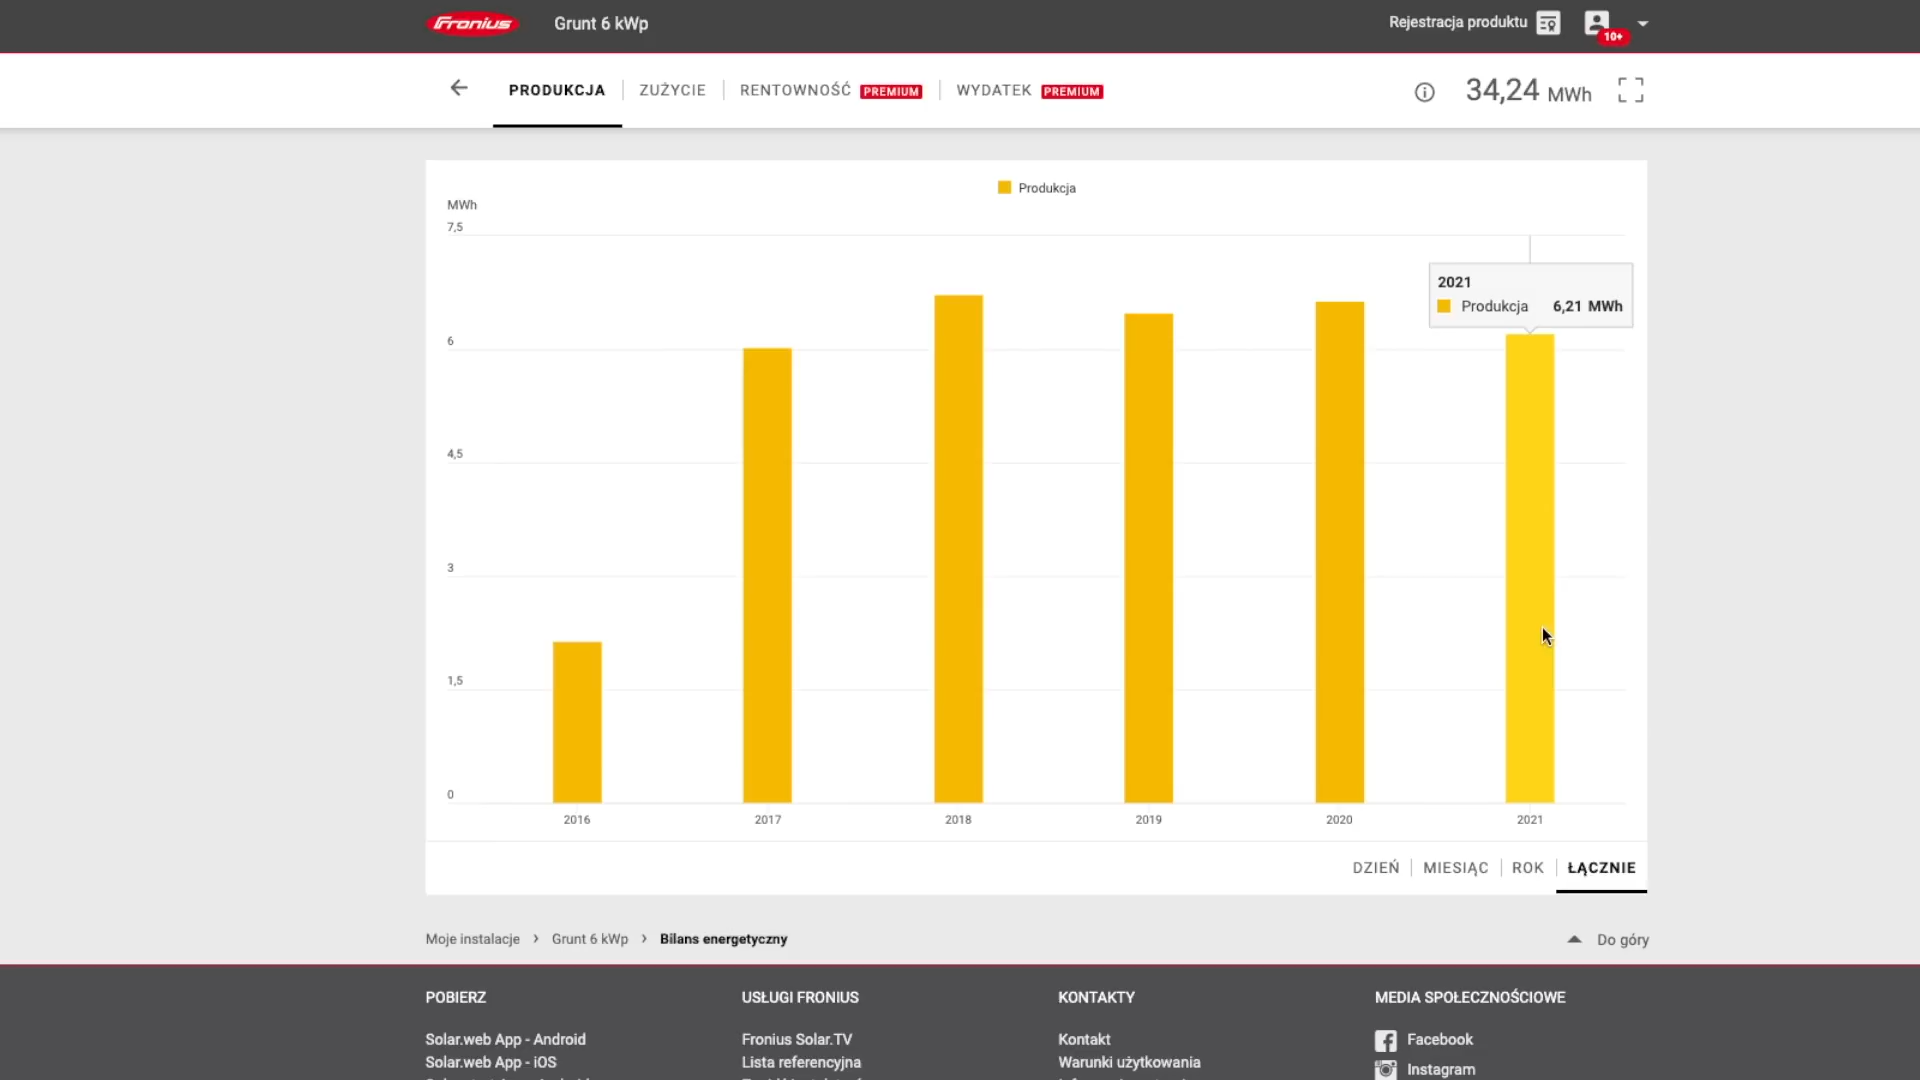 Fronius
Grunt 6 kWp
Rejestracja produktu
10+
PRODUKCJA
ZUŻYCIE
RENTOWNOŚĆ PREMIUM
WYDATEK PREMIUM
34,24 MWh
Produkcja
MWh
7,5
6
4,5
3
1,5
0
2021
Produkcja 6,21 MWh
2016 2017 2018 2019 2020 2021
DZIEŃ MIESIĄC ROK ŁĄCZNIE
Moje instalacje › Grunt 6 kWp › Bilans energetyczny
Do góry
POBIERZ
Solar.web App - Android
Solar.web App - iOS
USŁUGI FRONIUS
Fronius Solar.TV
Lista referencyjna
KONTAKTY
Kontakt
Warunki użytkowania
MEDIA SPOŁECZNOŚCIOWE
Facebook
Instagram